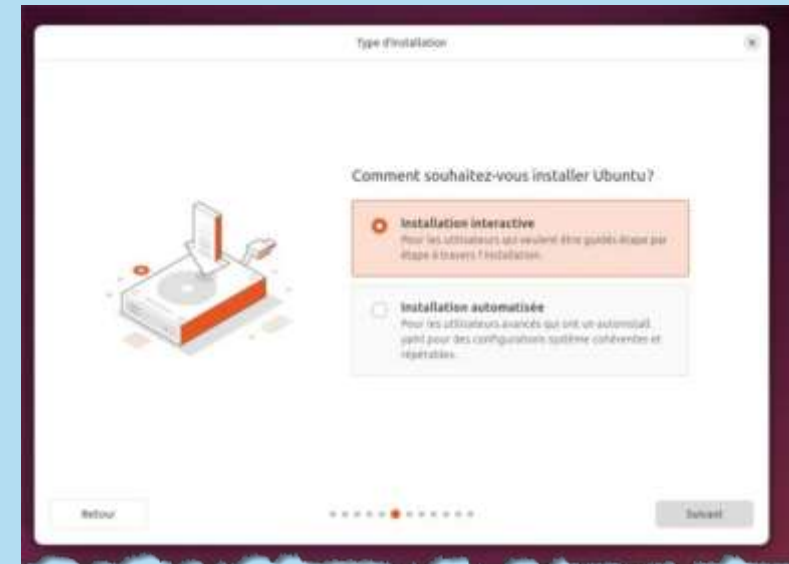 Type d'installation
Comment souhaitez-vous installer Ubuntu?
Installation interactive
Pour les utilisateurs qui veulent être guidés étape par
étape à travers l'installation.
Installation automatisée
Pour les utilisateurs avancés qui ont un autoinstall.
yaml pour des configurations système cohérentes et
répétables.
Retour
Suivant